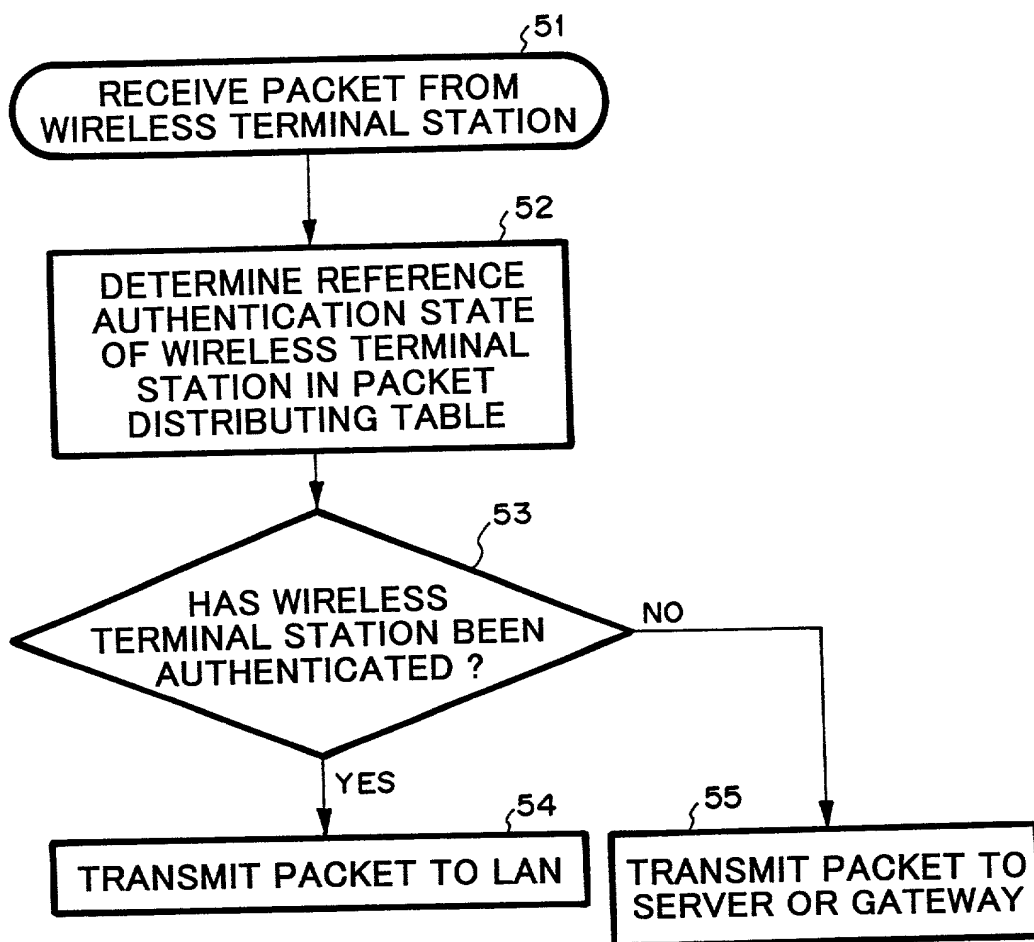 51
RECEIVE PACKET FROM
WIRELESS TERMINAL STATION
52
DETERMINE REFERENCE
AUTHENTICATION STATE
OF WIRELESS TERMINAL
STATION IN PACKET
DISTRIBUTING TABLE
53
HAS WIRELESS
TERMINAL STATION BEEN
AUTHENTICATED ?
NO
YES
54
TRANSMIT PACKET TO LAN
55
TRANSMIT PACKET TO
SERVER OR GATEWAY